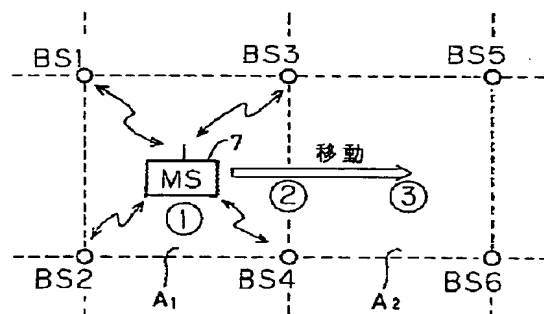 BS1 BS3 BS5
7
移動
MS
① ② ③
BS2 BS4 BS6
A₁ A₂